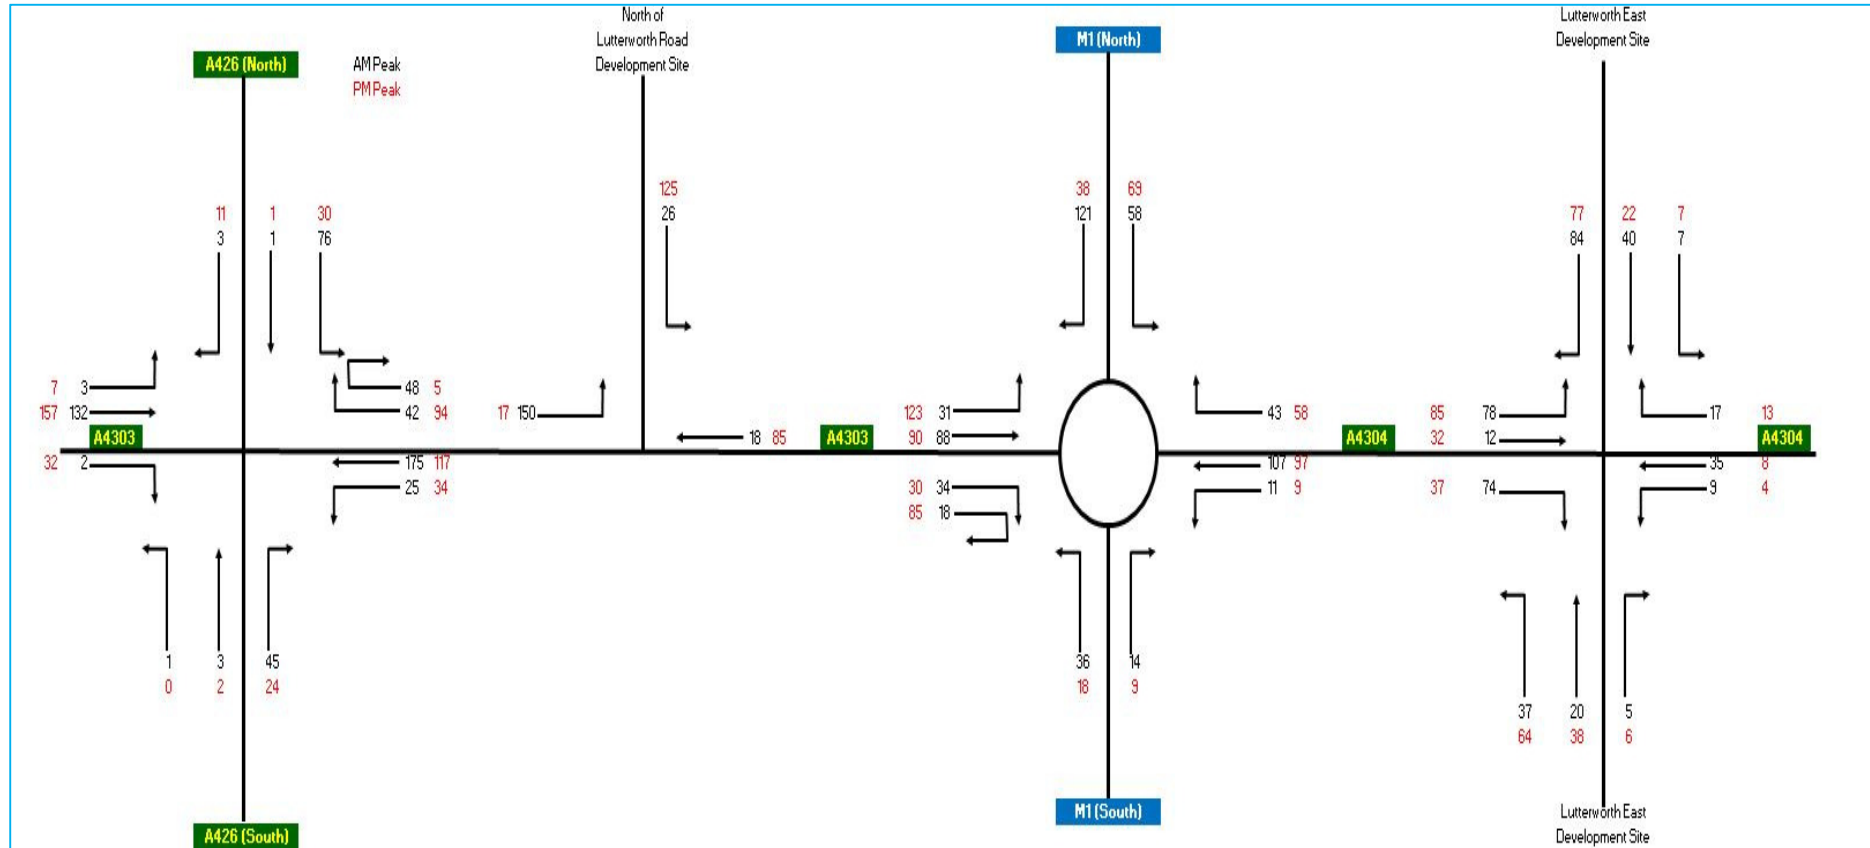 North of
Lutterworth Road
Development Site
Lutterworth East
Development Site
M1 (North)
A426 (North)
AM Peak
PM Peak
125
26
38 69
121 58
11 1 30
3 1 76
77 22 7
84 40 7
7 3
48 5
157 132
42 94
17 150
123 31
43 58
85 78
17 13
A4303
18 85
A4303
90 88
A4304
32 12
A4304
32 2
175 117
107 97
35 8
25 34
30 34
11 9
37 74
9 4
85 18
1 3 45
0 2 24
36 14
18 9
37 20 5
64 38 6
M1 (South)
A426 (South)
Lutterworth East
Development Site